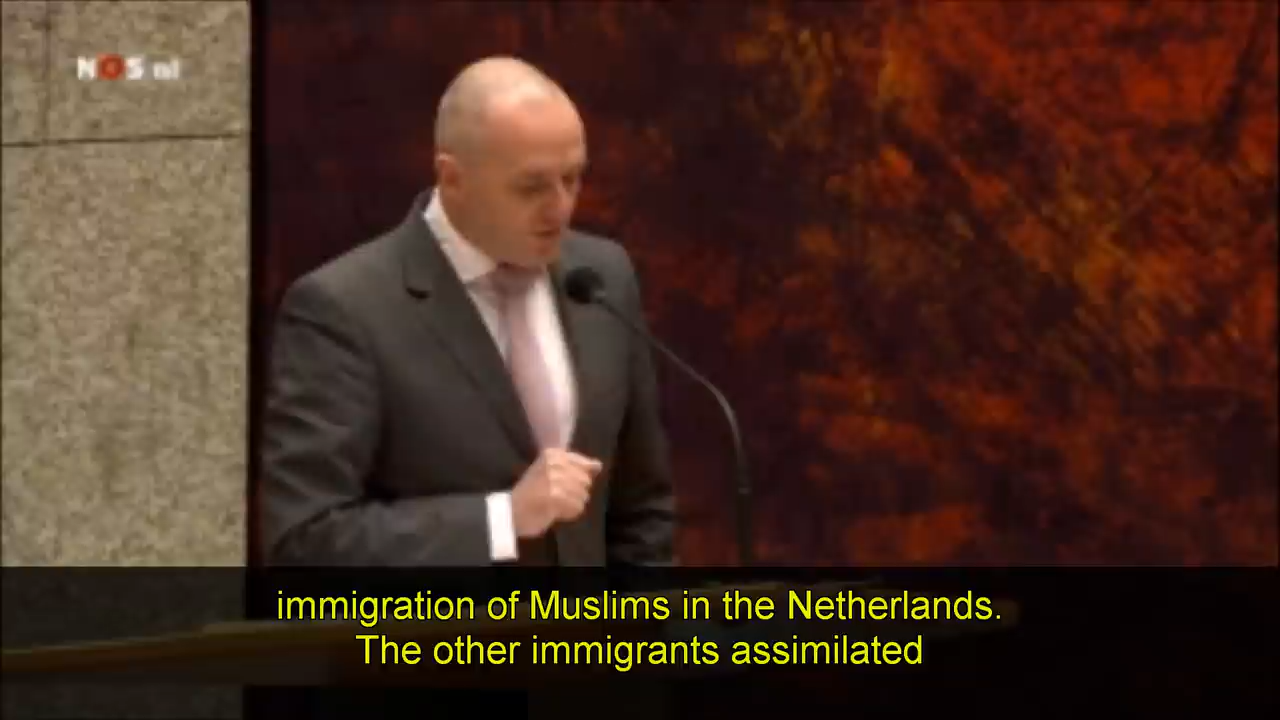 NOS nl
immigration of Muslims in the Netherlands.
The other immigrants assimilated